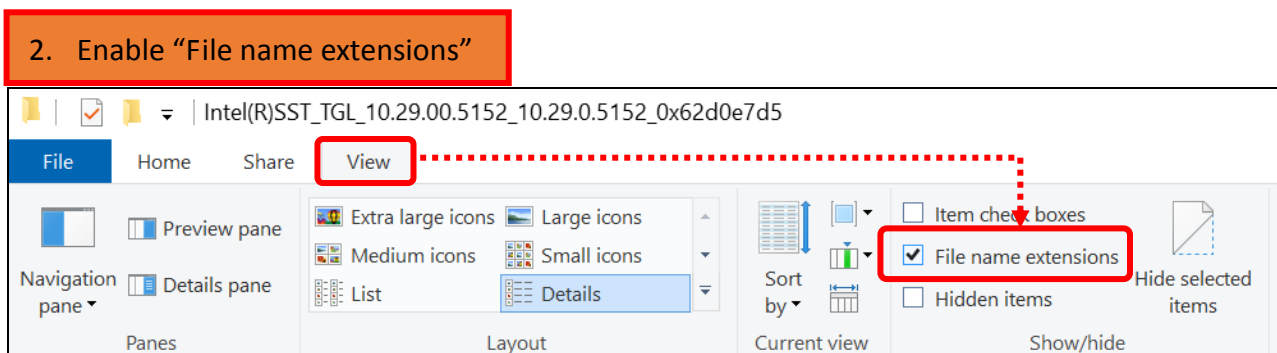 2. Enable “File name extensions”
Intel(R)SST_TGL_10.29.00.5152_10.29.0.5152_0x62d0e7d5
File Home Share View
Navigation pane
Preview pane
Details pane
Panes
Extra large icons Large icons
Medium icons Small icons
List Details
Layout
Sort by
Current view
Item check boxes
File name extensions
Hidden items
Hide selected items
Show/hide